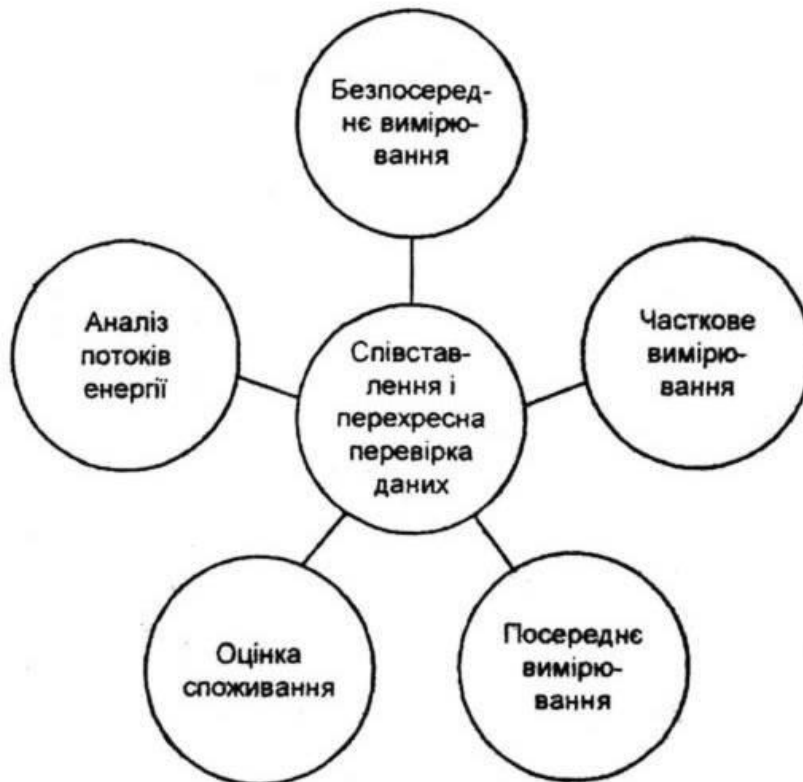 Безпосеред-
нє вимірю-
вання
Аналіз
потоків
енергії
Співстав-
лення і
перехресна
перевірка
даних
Часткове
вимірю-
вання
Оцінка
споживання
Посереднє
вимірю-
вання